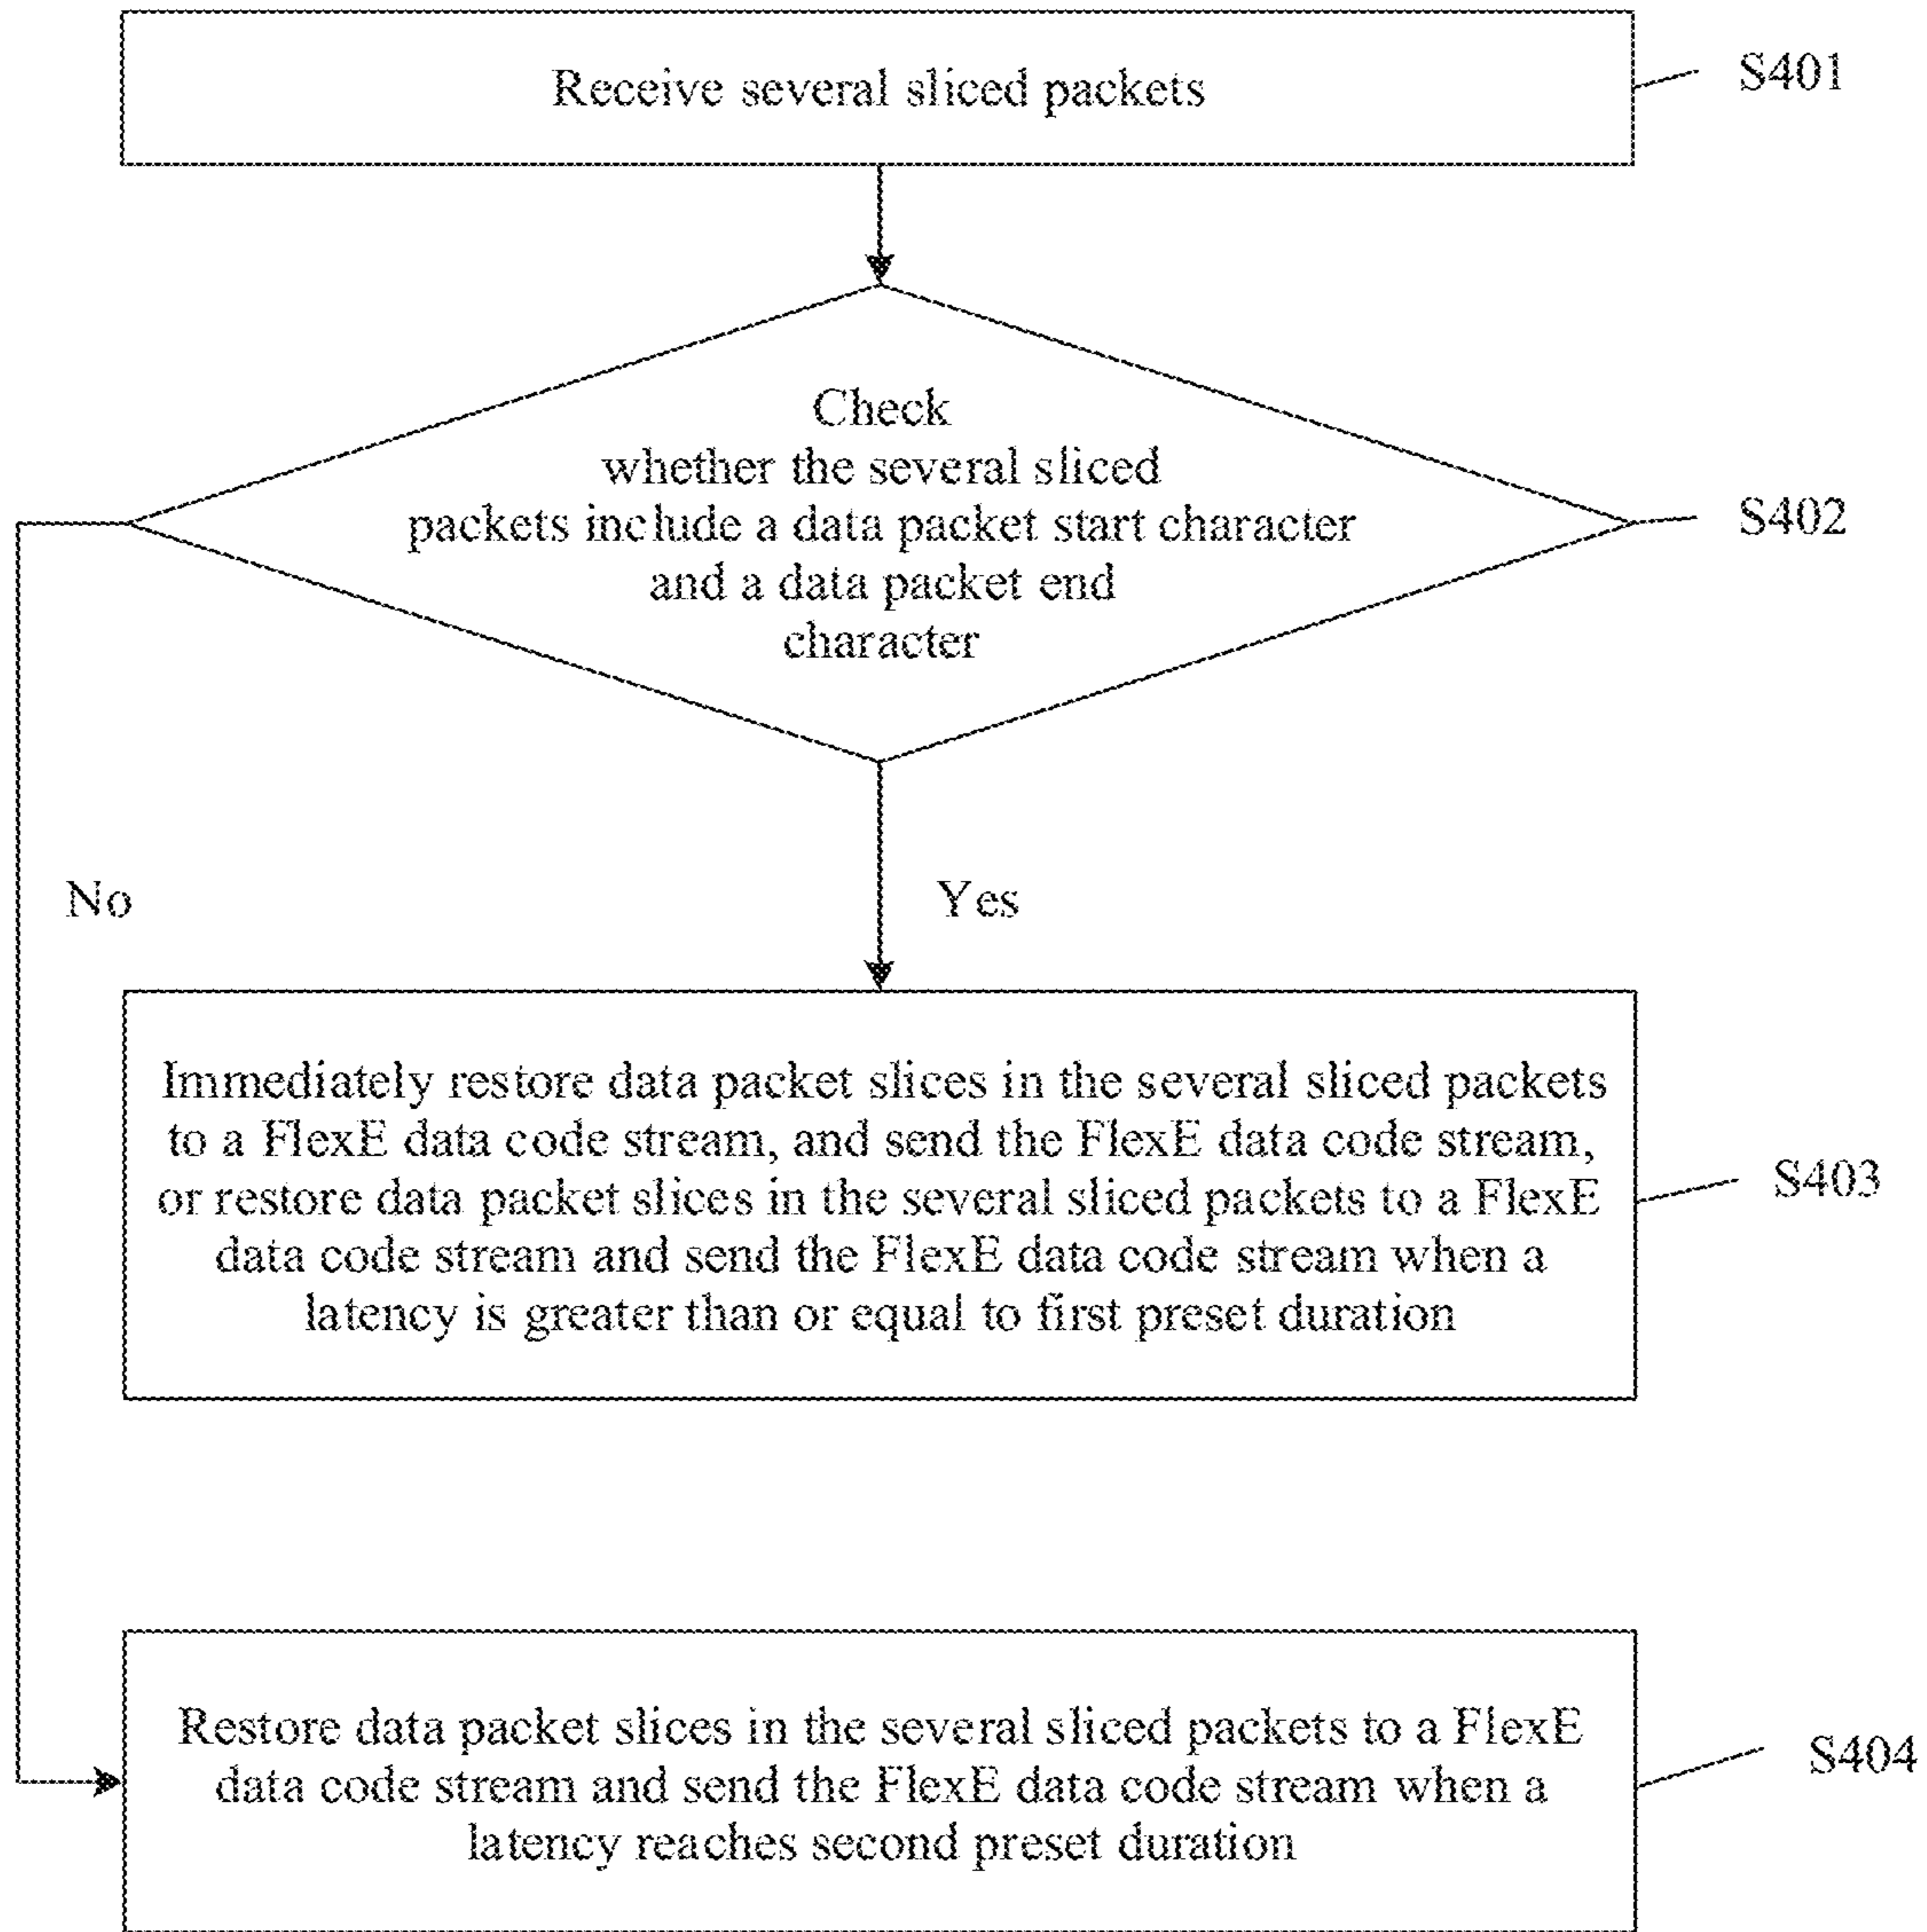 Receive several sliced packets
S401
Check
whether the several sliced
packets include a data packet start character
and a data packet end
character
S402
No
Yes
Immediately restore data packet slices in the several sliced packets
to a FlexE data code stream, and send the FlexE data code stream,
or restore data packet slices in the several sliced packets to a FlexE
data code stream and send the FlexE data code stream when a
latency is greater than or equal to first preset duration
S403
Restore data packet slices in the several sliced packets to a FlexE
data code stream and send the FlexE data code stream when a
latency reaches second preset duration
S404